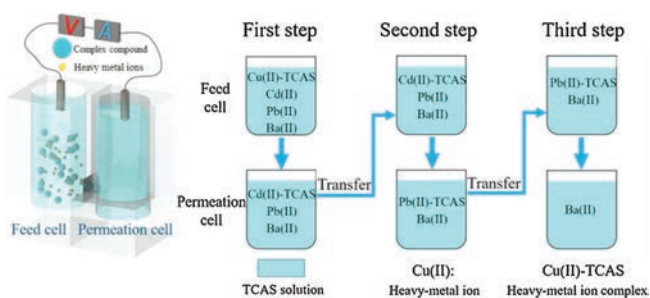 V A
Complex compound
Heavy metal ions
Feed cell
Permeation cell
First step
Second step
Third step
Feed
cell
Cu(II)-TCAS
Cd(II)
Pb(II)
Ba(II)
Cd(II)-TCAS
Pb(II)
Ba(II)
Pb(II)-TCAS
Ba(II)
Permeation
cell
Cd(II)-TCAS
Pb(II)
Ba(II)
Transfer
Pb(II)-TCAS
Ba(II)
Transfer
Ba(II)
TCAS solution
Cu(II):
Heavy-metal ion
Cu(II)-TCAS
Heavy-metal ion complex